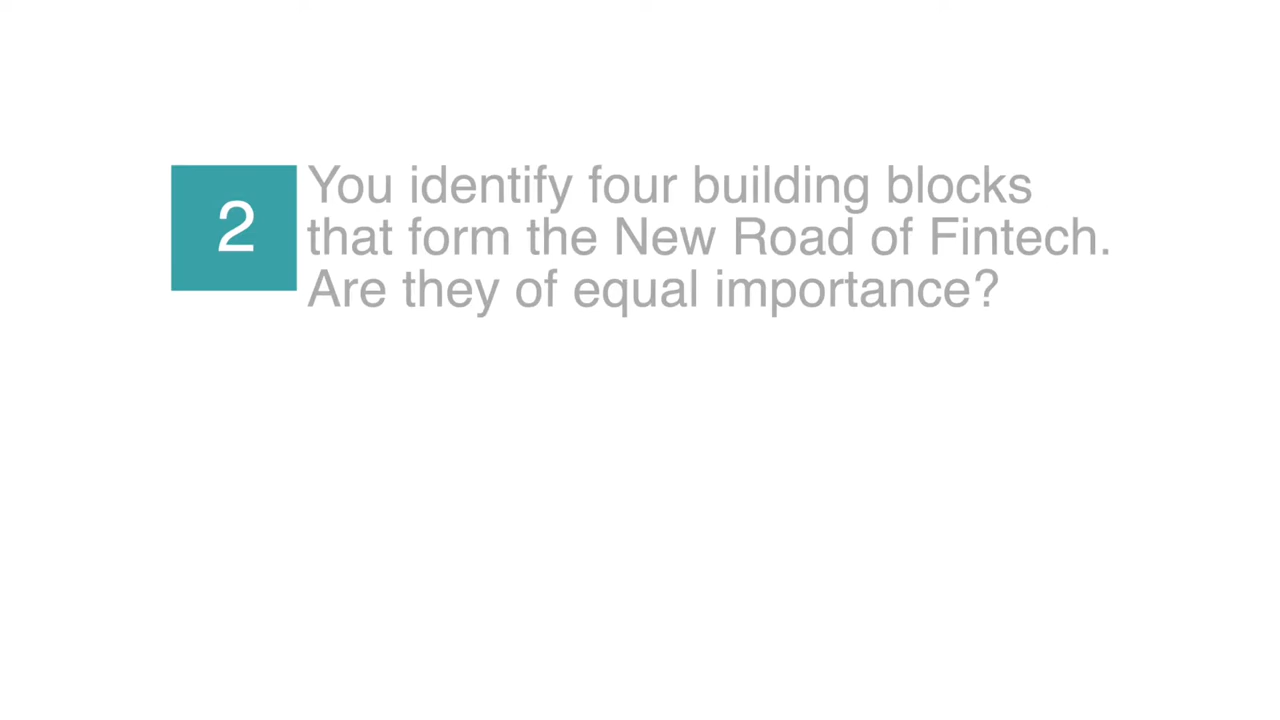 2
You identify four building blocks
that form the New Road of Fintech.
Are they of equal importance?